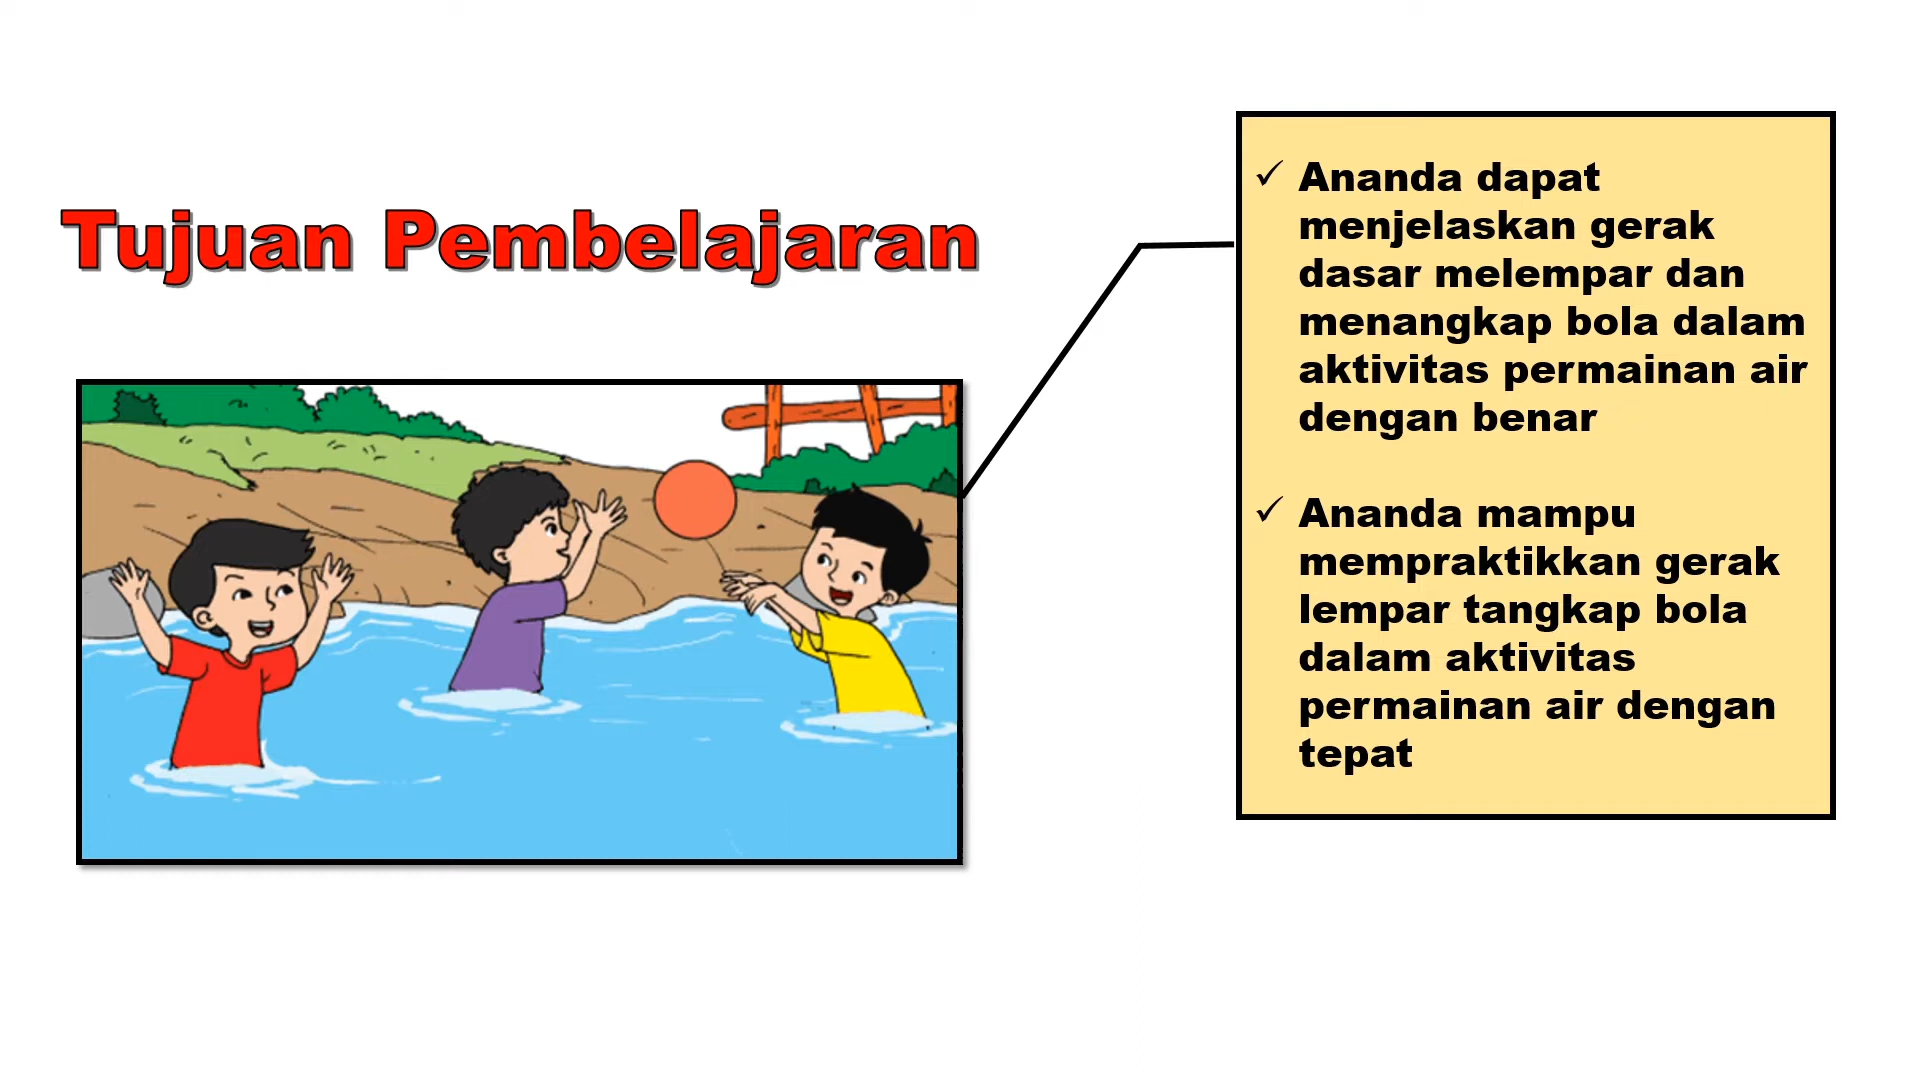 Tujuan Pembelajaran
✓ Ananda dapat
menjelaskan gerak
dasar melempar dan
menangkap bola dalam
aktivitas permainan air
dengan benar
✓ Ananda mampu
mempraktikkan gerak
lempar tangkap bola
dalam aktivitas
permainan air dengan
tepat